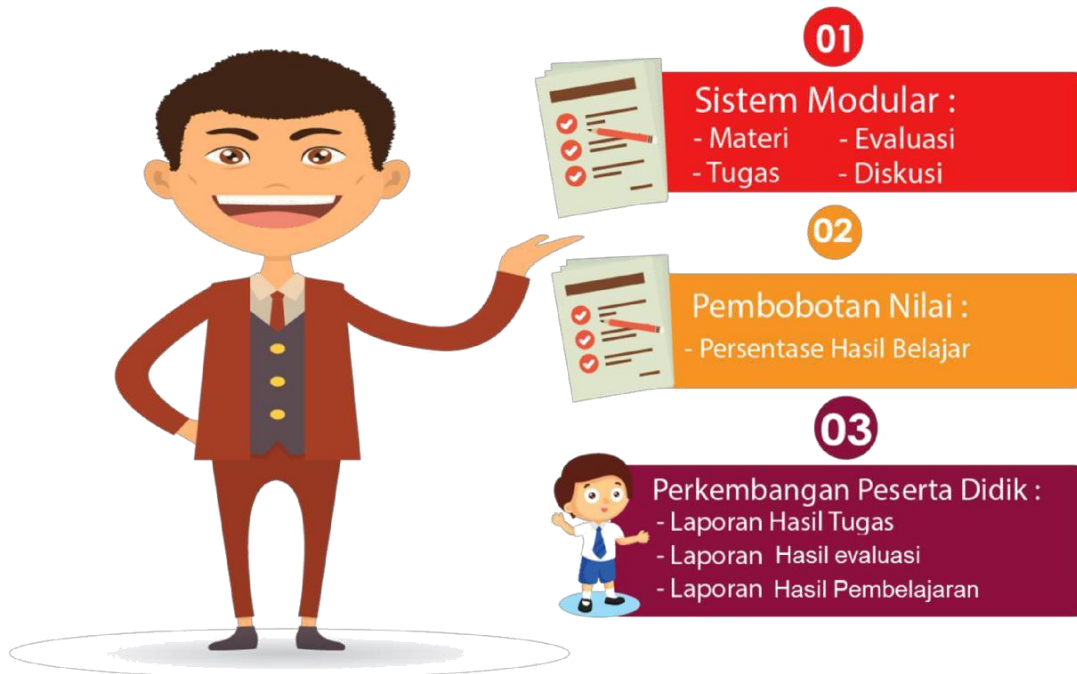 01
Sistem Modular :
- Materi - Evaluasi
- Tugas - Diskusi
02
Pembobotan Nilai :
- Persentase Hasil Belajar
03
Perkembangan Peserta Didik :
- Laporan Hasil Tugas
- Laporan Hasil evaluasi
- Laporan Hasil Pembelajaran